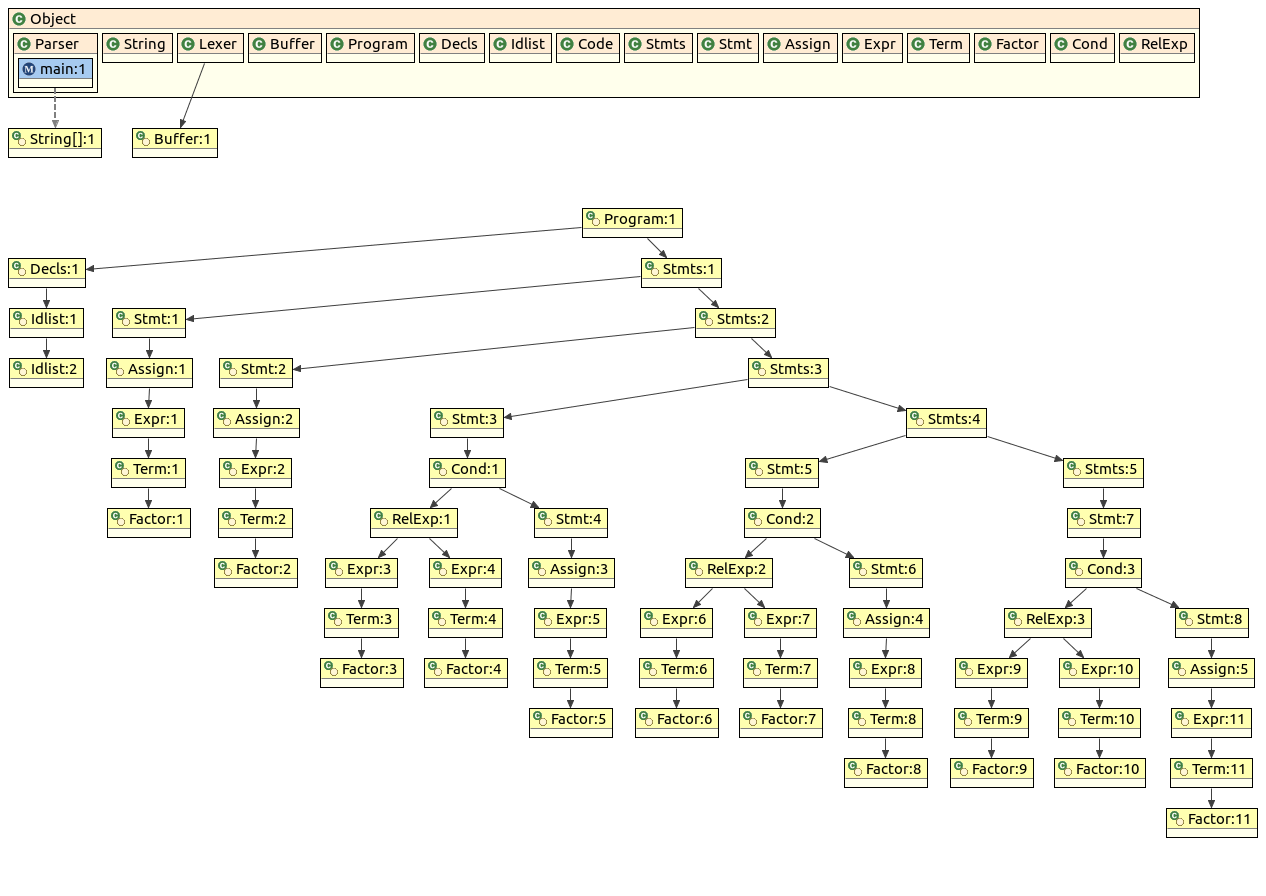 Object
Parser String Lexer Buffer Program Decls Idlist Code Stmts Stmt Assign Expr Term Factor Cond RelExp
main:1
String[]:1 Buffer:1
Program:1
Decls:1 Stmts:1
Idlist:1 Stmt:1 Stmts:2
Idlist:2 Assign:1 Stmt:2 Stmts:3
Expr:1 Assign:2 Stmt:3 Stmts:4
Term:1 Expr:2 Cond:1 Stmt:5 Stmts:5
Factor:1 Term:2 RelExp:1 Stmt:4 Cond:2 Stmt:7
Factor:2 Expr:3 Expr:4 Assign:3 RelExp:2 Stmt:6 Cond:3
Term:3 Term:4 Expr:5 Expr:6 Expr:7 Assign:4 RelExp:3 Stmt:8
Factor:3 Factor:4 Term:5 Term:6 Term:7 Expr:8 Expr:9 Expr:10 Assign:5
Factor:5 Factor:6 Factor:7 Term:8 Term:9 Term:10 Expr:11
Factor:8 Factor:9 Factor:10 Term:11
Factor:11